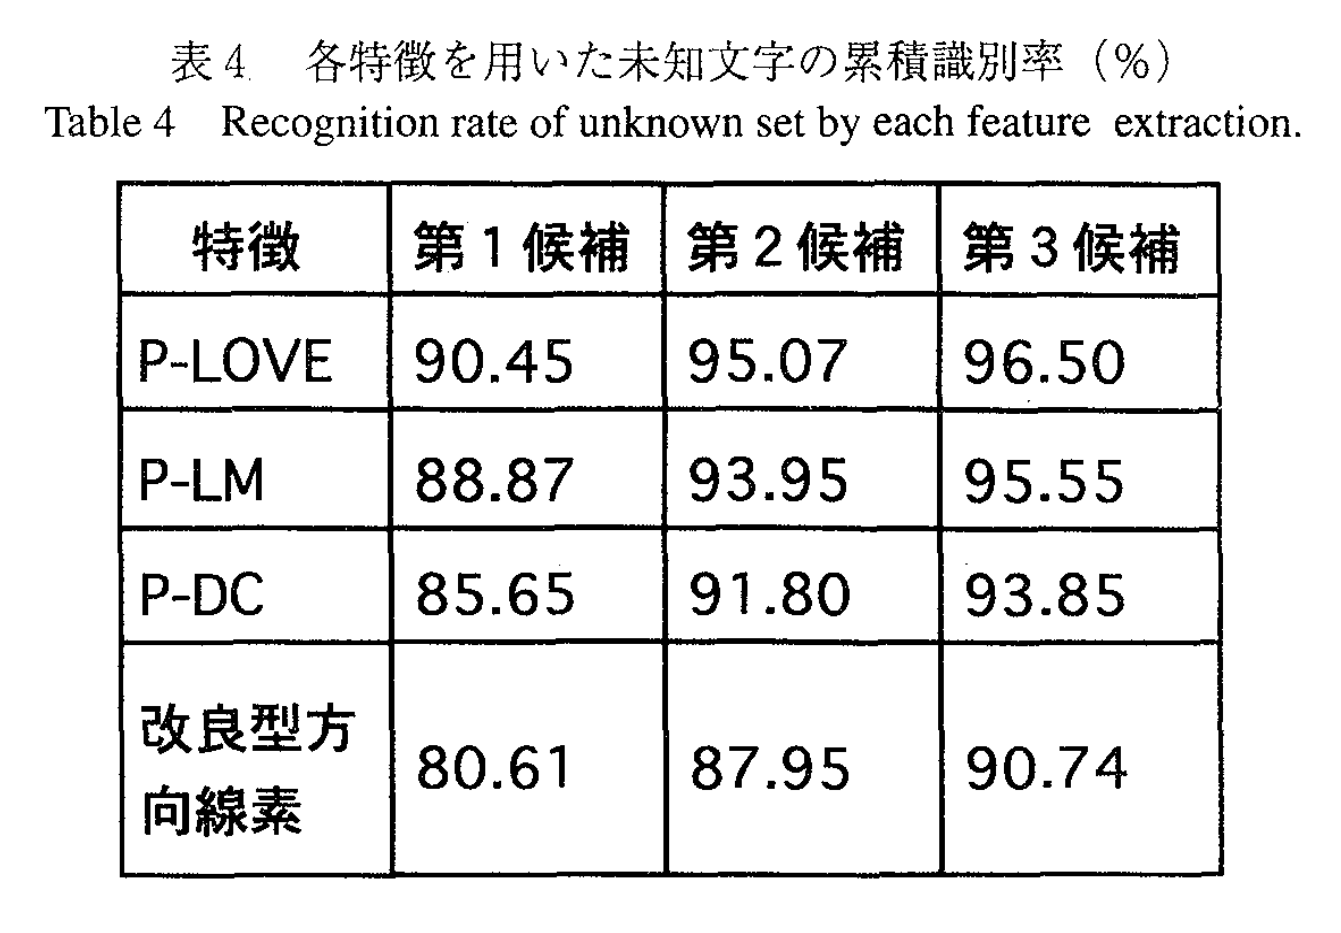 表4　各特徴を用いた未知文字の累積識別率（%）
Table 4 Recognition rate of unknown set by each feature extraction.
特徴 第1候補 第2候補 第3候補
P-LOVE 90.45 95.07 96.50
P-LM 88.87 93.95 95.55
P-DC 85.65 91.80 93.85
改良型方
向線素 80.61 87.95 90.74